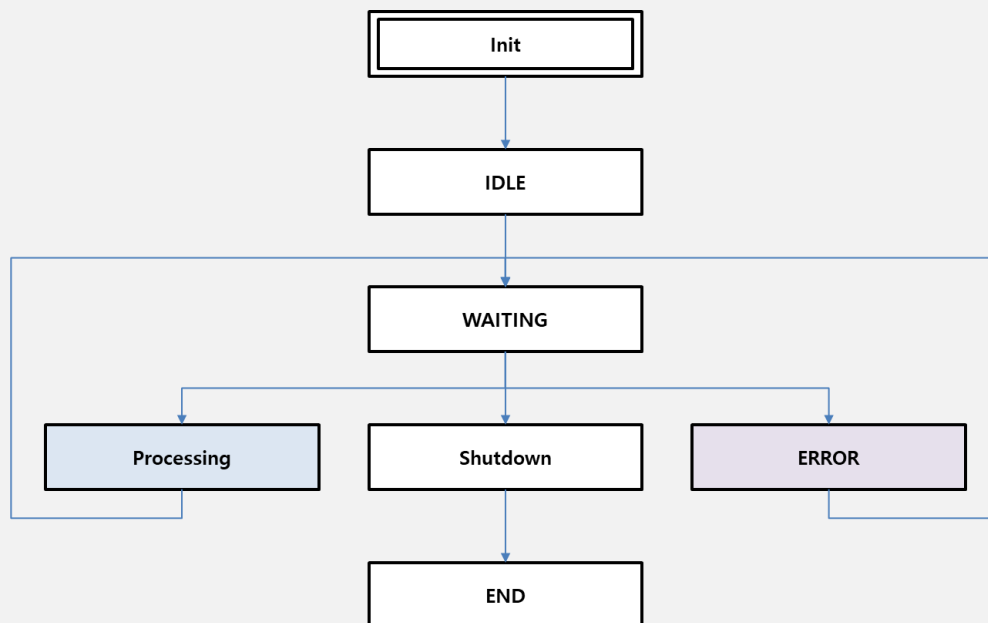 Init
IDLE
WAITING
Processing
Shutdown
ERROR
END